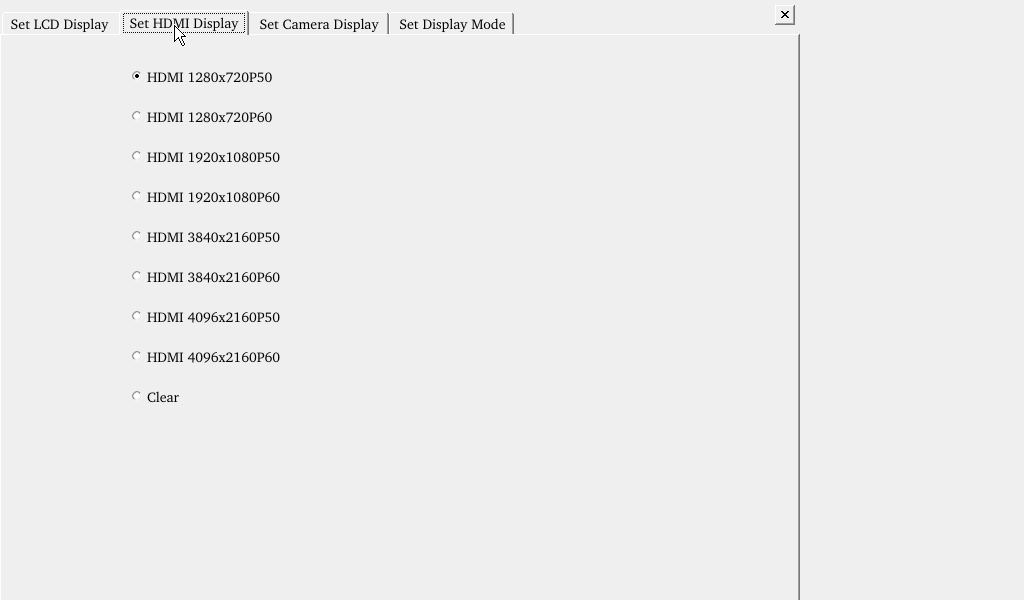 Set LCD Display Set HDMI Display Set Camera Display Set Display Mode
HDMI 1280x720P50
HDMI 1280x720P60
HDMI 1920x1080P50
HDMI 1920x1080P60
HDMI 3840x2160P50
HDMI 3840x2160P60
HDMI 4096x2160P50
HDMI 4096x2160P60
Clear